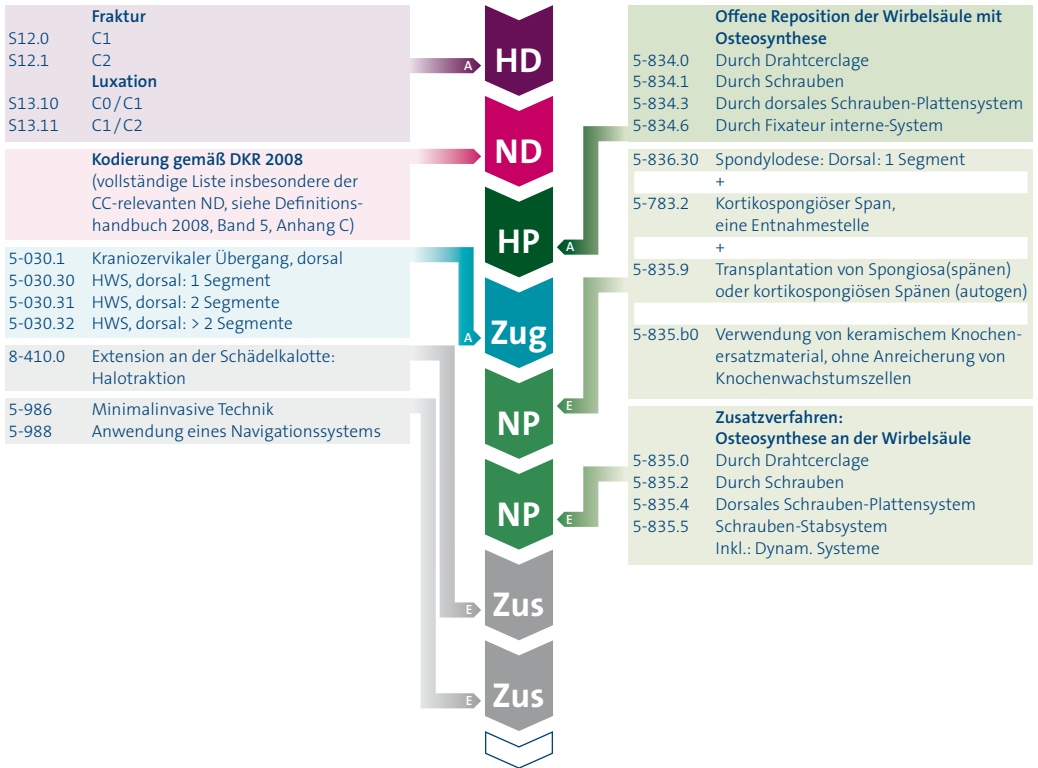 Fraktur
S12.0 C1
S12.1 C2
Luxation
S13.10 C0/C1
S13.11 C1/C2
Kodierung gemäß DKR 2008
(vollständige Liste insbesondere der
CC-relevanten ND, siehe Definitions-
handbuch 2008, Band 5, Anhang C)
5-030.1 Kraniozervikaler Übergang, dorsal
5-030.30 HWS, dorsal: 1 Segment
5-030.31 HWS, dorsal: 2 Segmente
5-030.32 HWS, dorsal: > 2 Segmente
8-410.0 Extension an der Schädelkalotte:
Halotraktion
5-986 Minimalinvasive Technik
5-988 Anwendung eines Navigationssystems
A
A
E
E
HD
ND
HP
Zug
NP
NP
Zus
Zus
A
E
E
Offene Reposition der Wirbelsäule mit
Osteosynthese
5-834.0 Durch Drahtcerclage
5-834.1 Durch Schrauben
5-834.3 Durch dorsales Schrauben-Plattensystem
5-834.6 Durch Fixateur interne-System
5-836.30 Spondylodese: Dorsal: 1 Segment
+
5-783.2 Kortikospongiöser Span,
eine Entnahmestelle
+
5-835.9 Transplantation von Spongiosa(spänen)
oder kortikospongiösen Spänen (autogen)
5-835.b0 Verwendung von keramischem Knochen-
ersatzmaterial, ohne Anreicherung von
Knochenwachstumszellen
Zusatzverfahren:
Osteosynthese an der Wirbelsäule
5-835.0 Durch Drahtcerclage
5-835.2 Durch Schrauben
5-835.4 Dorsales Schrauben-Plattensystem
5-835.5 Schrauben-Stabsystem
Inkl.: Dynam. Systeme